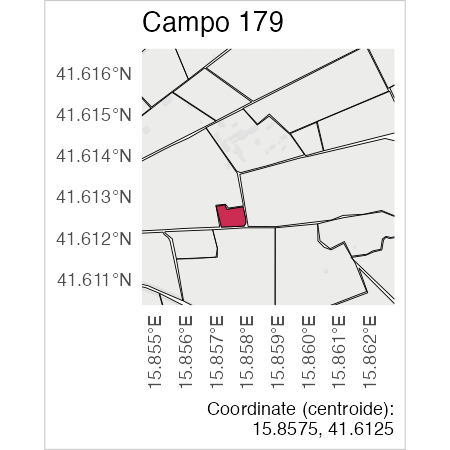 Campo 179
41.616°N
41.615°N
41.614°N
41.613°N
41.612°N
41.611°N
15.855°E
15.856°E
15.857°E
15.858°E
15.859°E
15.860°E
15.861°E
15.862°E
Coordinate (centroide):
15.8575, 41.6125